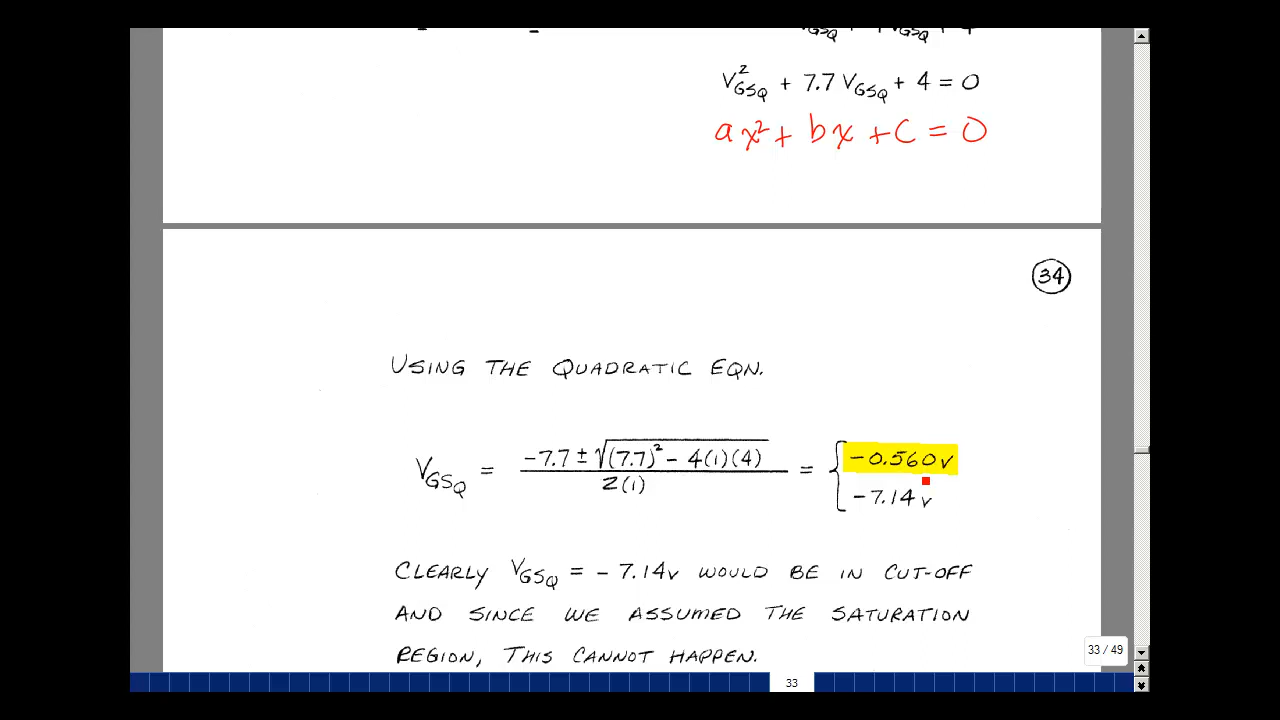 V²GSQ + 7.7 VGSQ + 4 = 0
ax² + bx + c = 0
34
USING THE QUADRATIC EQN.
VGSQ = -7.7 ± √(7.7)² - 4(1)(4) / 2(1) = { -0.560v
-7.14v
CLEARLY VGSQ = -7.14v WOULD BE IN CUT-OFF
AND SINCE WE ASSUMED THE SATURATION
REGION, THIS CANNOT HAPPEN.
33 / 49
33